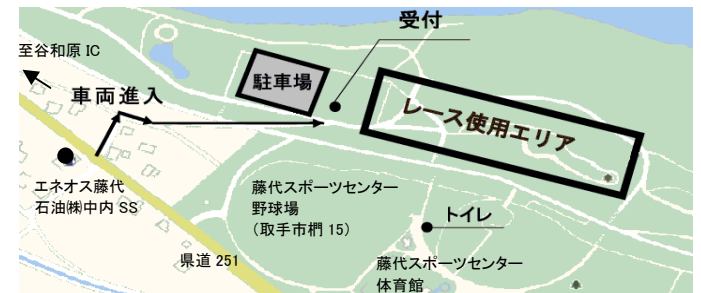 受付
至谷和原 IC
駐車場
車両進入
レース使用エリア
エネオス藤代
石油㈱中内 SS
藤代スポーツセンター
野球場
（取手市椚 15）
トイレ
県道 251
藤代スポーツセンター
体育館